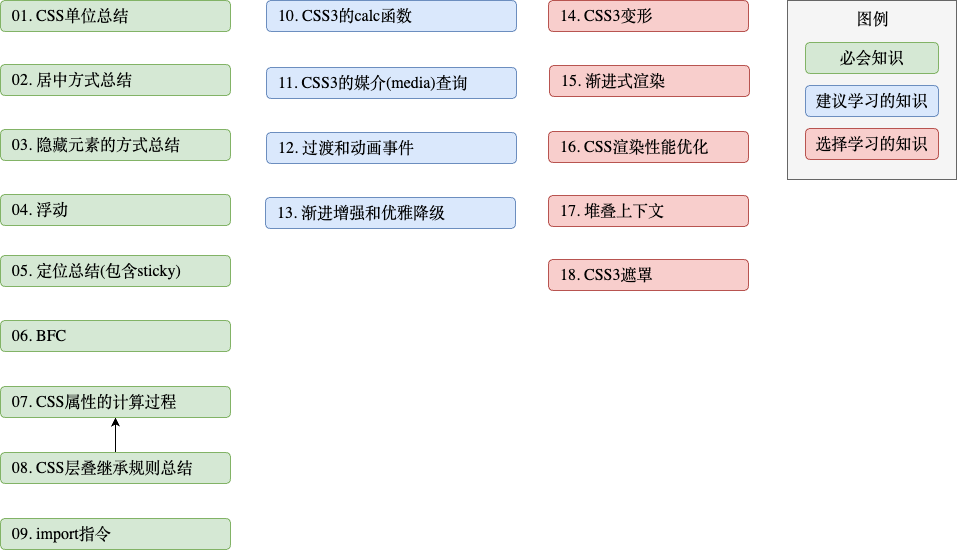 01. CSS单位总结
02. 居中方式总结
03. 隐藏元素的方式总结
04. 浮动
05. 定位总结(包含sticky)
06. BFC
07. CSS属性的计算过程
08. CSS层叠继承规则总结
09. import指令
10. CSS3的calc函数
11. CSS3的媒介(media)查询
12. 过渡和动画事件
13. 渐进增强和优雅降级
14. CSS3变形
15. 渐进式渲染
16. CSS渲染性能优化
17. 堆叠上下文
18. CSS3遮罩
图例
必会知识
建议学习的知识
选择学习的知识